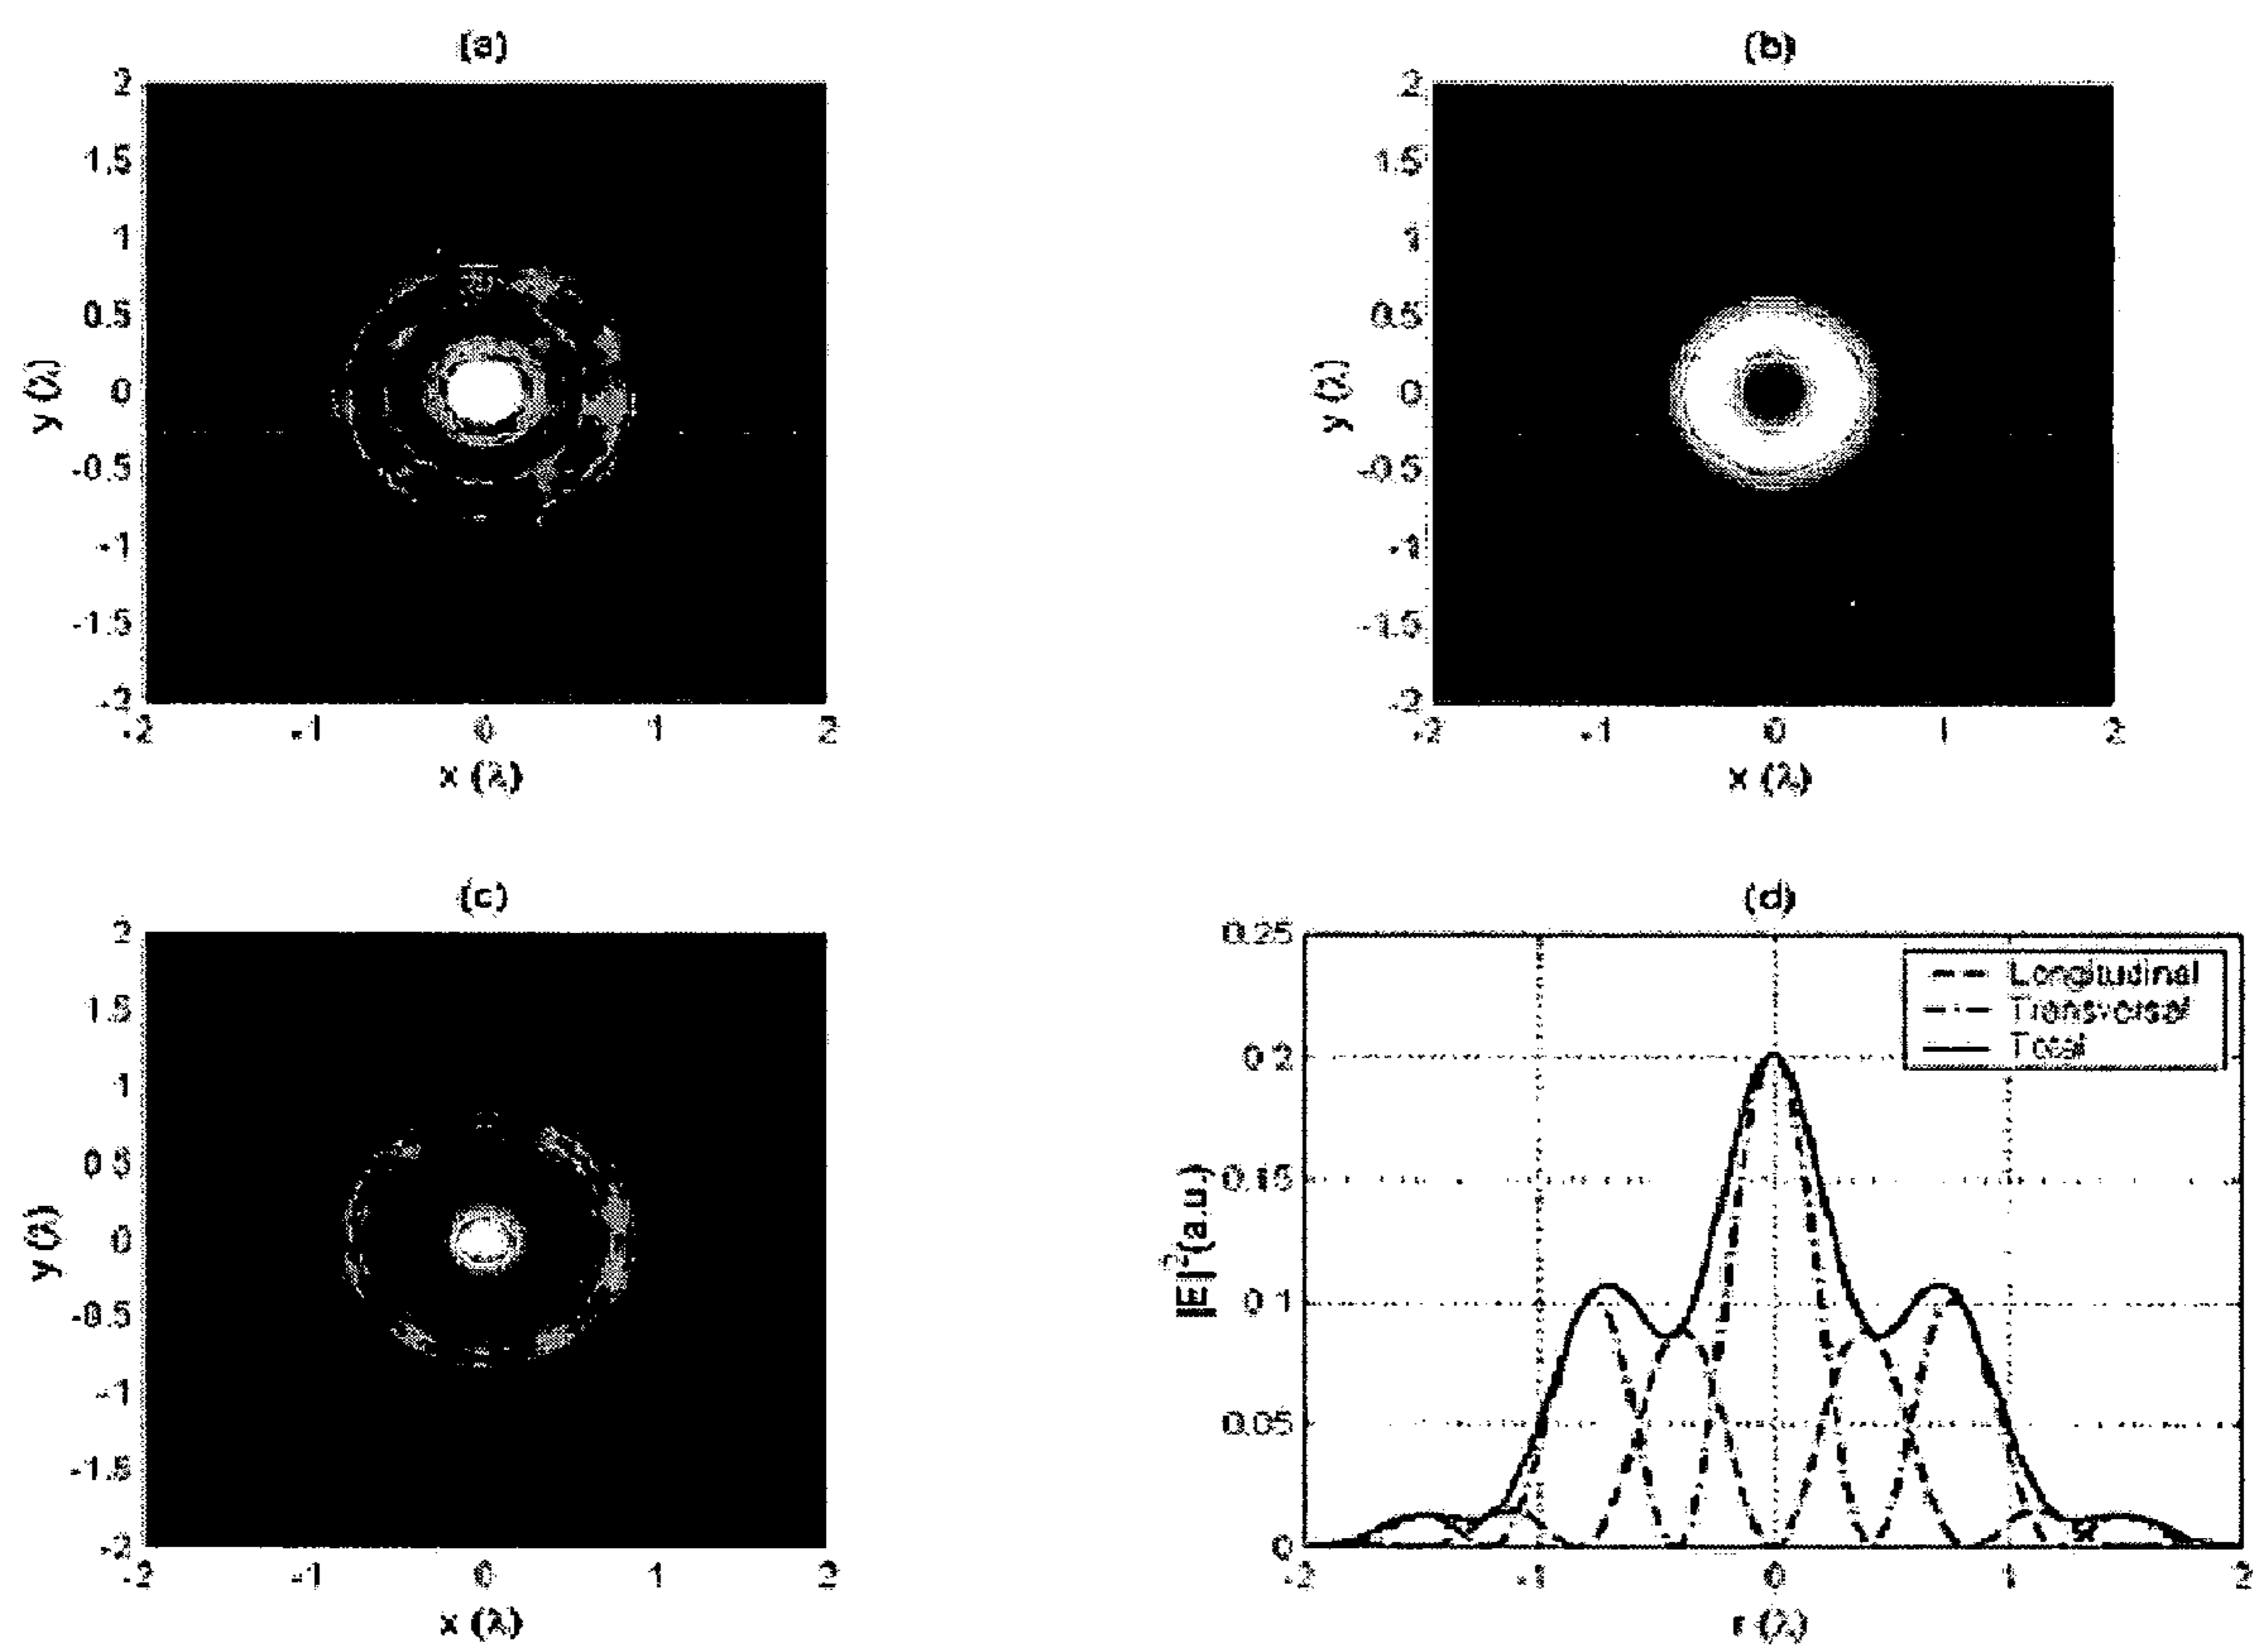 (a)
2
1.5
1
0.5
0
-0.5
-1
-1.5
-2
y (λ)
-2 -1 0 1 2
x (λ)
(b)
2
1.5
1
0.5
0
-0.5
-1
-1.5
-2
y (λ)
-2 -1 0 1 2
x (λ)
(c)
2
1.5
1
0.5
0
-0.5
-1
-1.5
-2
y (λ)
-2 -1 0 1 2
x (λ)
(d)
0.25
0.2
0.15
0.1
0.05
0
|E|²(a.u.)
Longitudinal
Transversal
Total
-2 -1 0 1 2
r (λ)